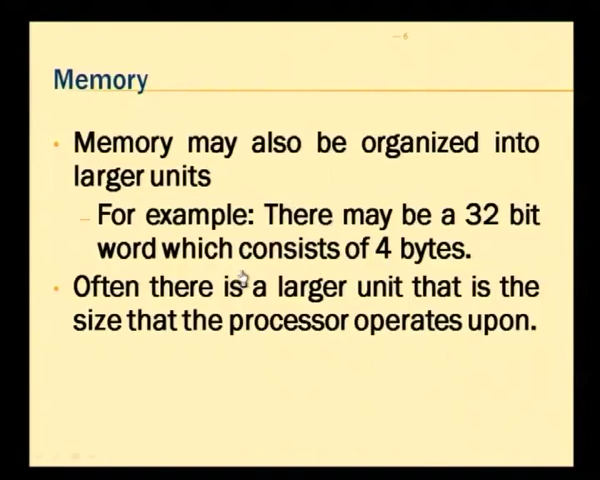 6
Memory
• Memory may also be organized into
larger units
– For example: There may be a 32 bit
word which consists of 4 bytes.
• Often there is a larger unit that is the
size that the processor operates upon.